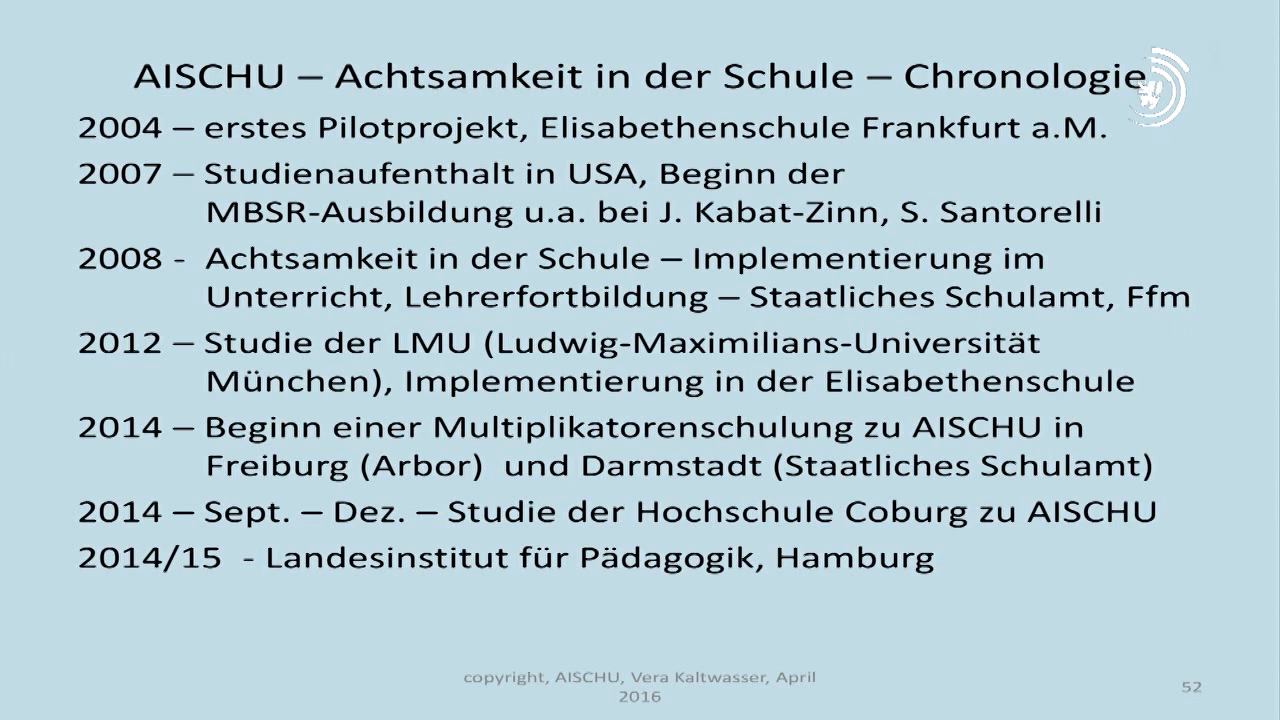 AISCHU – Achtsamkeit in der Schule – Chronologie
2004 – erstes Pilotprojekt, Elisabethenschule Frankfurt a.M.
2007 – Studienaufenthalt in USA, Beginn der
MBSR-Ausbildung u.a. bei J. Kabat-Zinn, S. Santorelli
2008 - Achtsamkeit in der Schule – Implementierung im
Unterricht, Lehrerfortbildung – Staatliches Schulamt, Ffm
2012 – Studie der LMU (Ludwig-Maximilians-Universität
München), Implementierung in der Elisabethenschule
2014 – Beginn einer Multiplikatorenschulung zu AISCHU in
Freiburg (Arbor) und Darmstadt (Staatliches Schulamt)
2014 – Sept. – Dez. – Studie der Hochschule Coburg zu AISCHU
2014/15 - Landesinstitut für Pädagogik, Hamburg
copyright, AISCHU, Vera Kaltwasser, April
2016
52